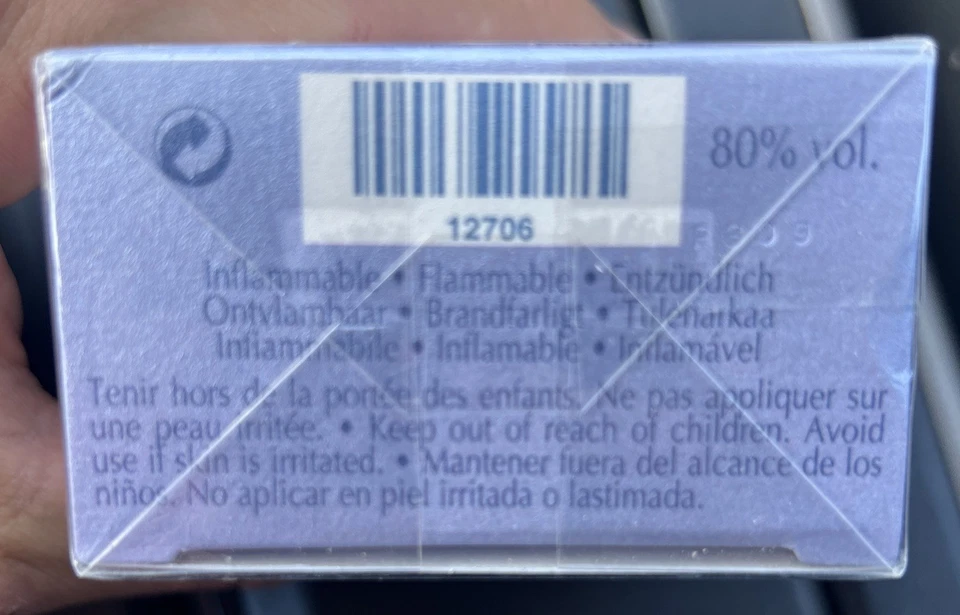 80% vol.
12706
Inflammable • Flammable • Entzündlich
Ontvlambaar • Brandfarligt • Tulenarkaa
Infiammabile • Inflamable • Inflamável
Tenir hors de la portée des enfants. Ne pas appliquer sur
une peau irritée. • Keep out of reach of children. Avoid
use if skin is irritated. • Mantener fuera del alcance de los
niños. No aplicar en piel irritada o lastimada.